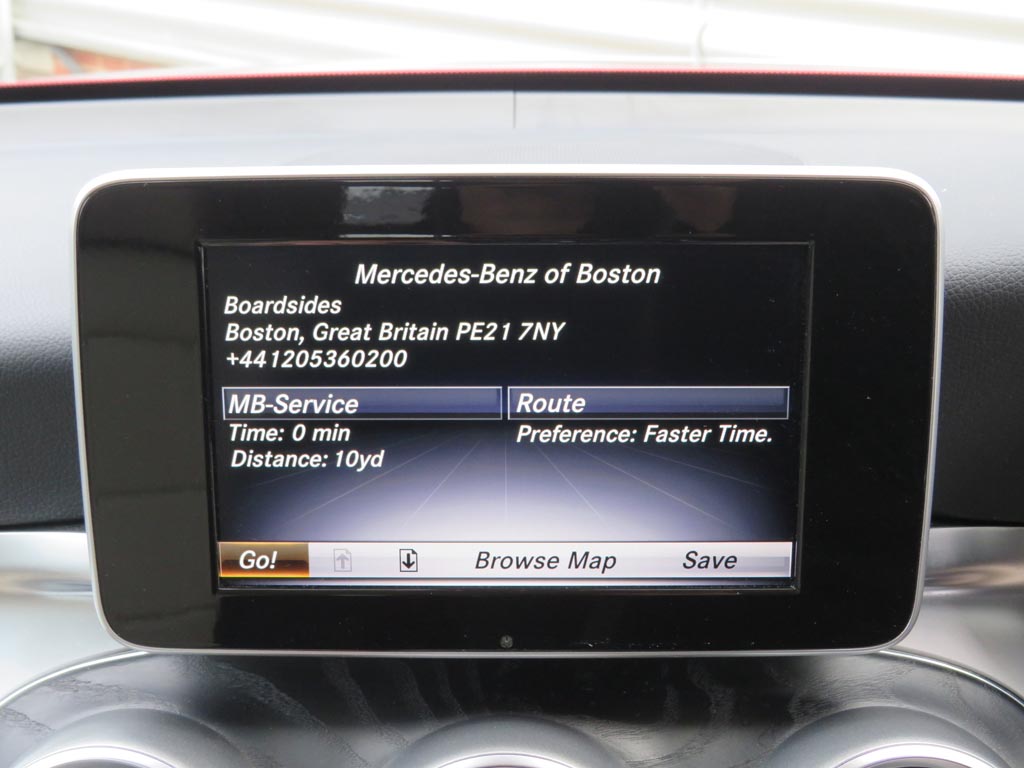 Mercedes-Benz of Boston
Boardsides
Boston, Great Britain PE21 7NY
+441205360200
MB-Service Route
Time: 0 min Preference: Faster Time.
Distance: 10yd
Go! Browse Map Save